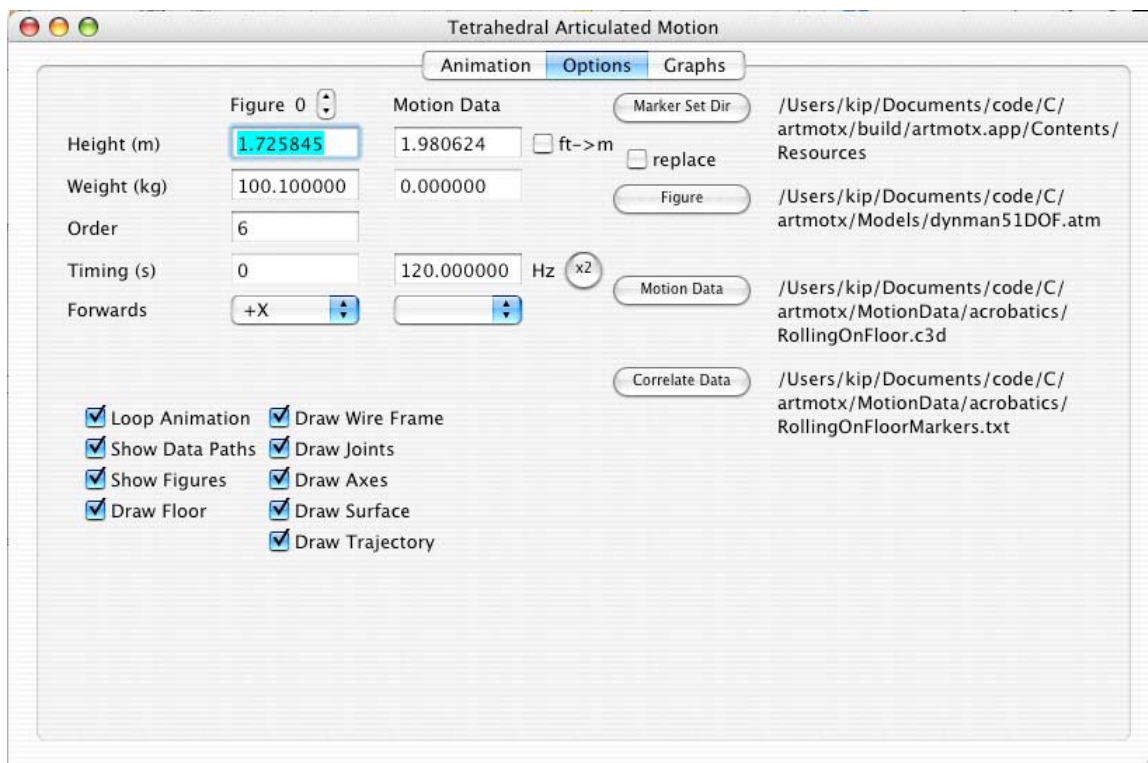 Tetrahedral Articulated Motion
Animation Options Graphs
Figure 0 Motion Data
Height (m) 1.725845 1.980624 ft->m
Weight (kg) 100.100000 0.000000
Order 6
Timing (s) 0 120.000000 Hz x2
Forwards +X
Marker Set Dir /Users/kip/Documents/code/C/
artmotx/build/artmotx.app/Contents/
Resources
replace
Figure /Users/kip/Documents/code/C/
artmotx/Models/dynman51DOF.atm
Motion Data /Users/kip/Documents/code/C/
artmotx/MotionData/acrobatics/
RollingOnFloor.c3d
Correlate Data /Users/kip/Documents/code/C/
artmotx/MotionData/acrobatics/
RollingOnFloorMarkers.txt
Loop Animation Draw Wire Frame
Show Data Paths Draw Joints
Show Figures Draw Axes
Draw Floor Draw Surface
Draw Trajectory